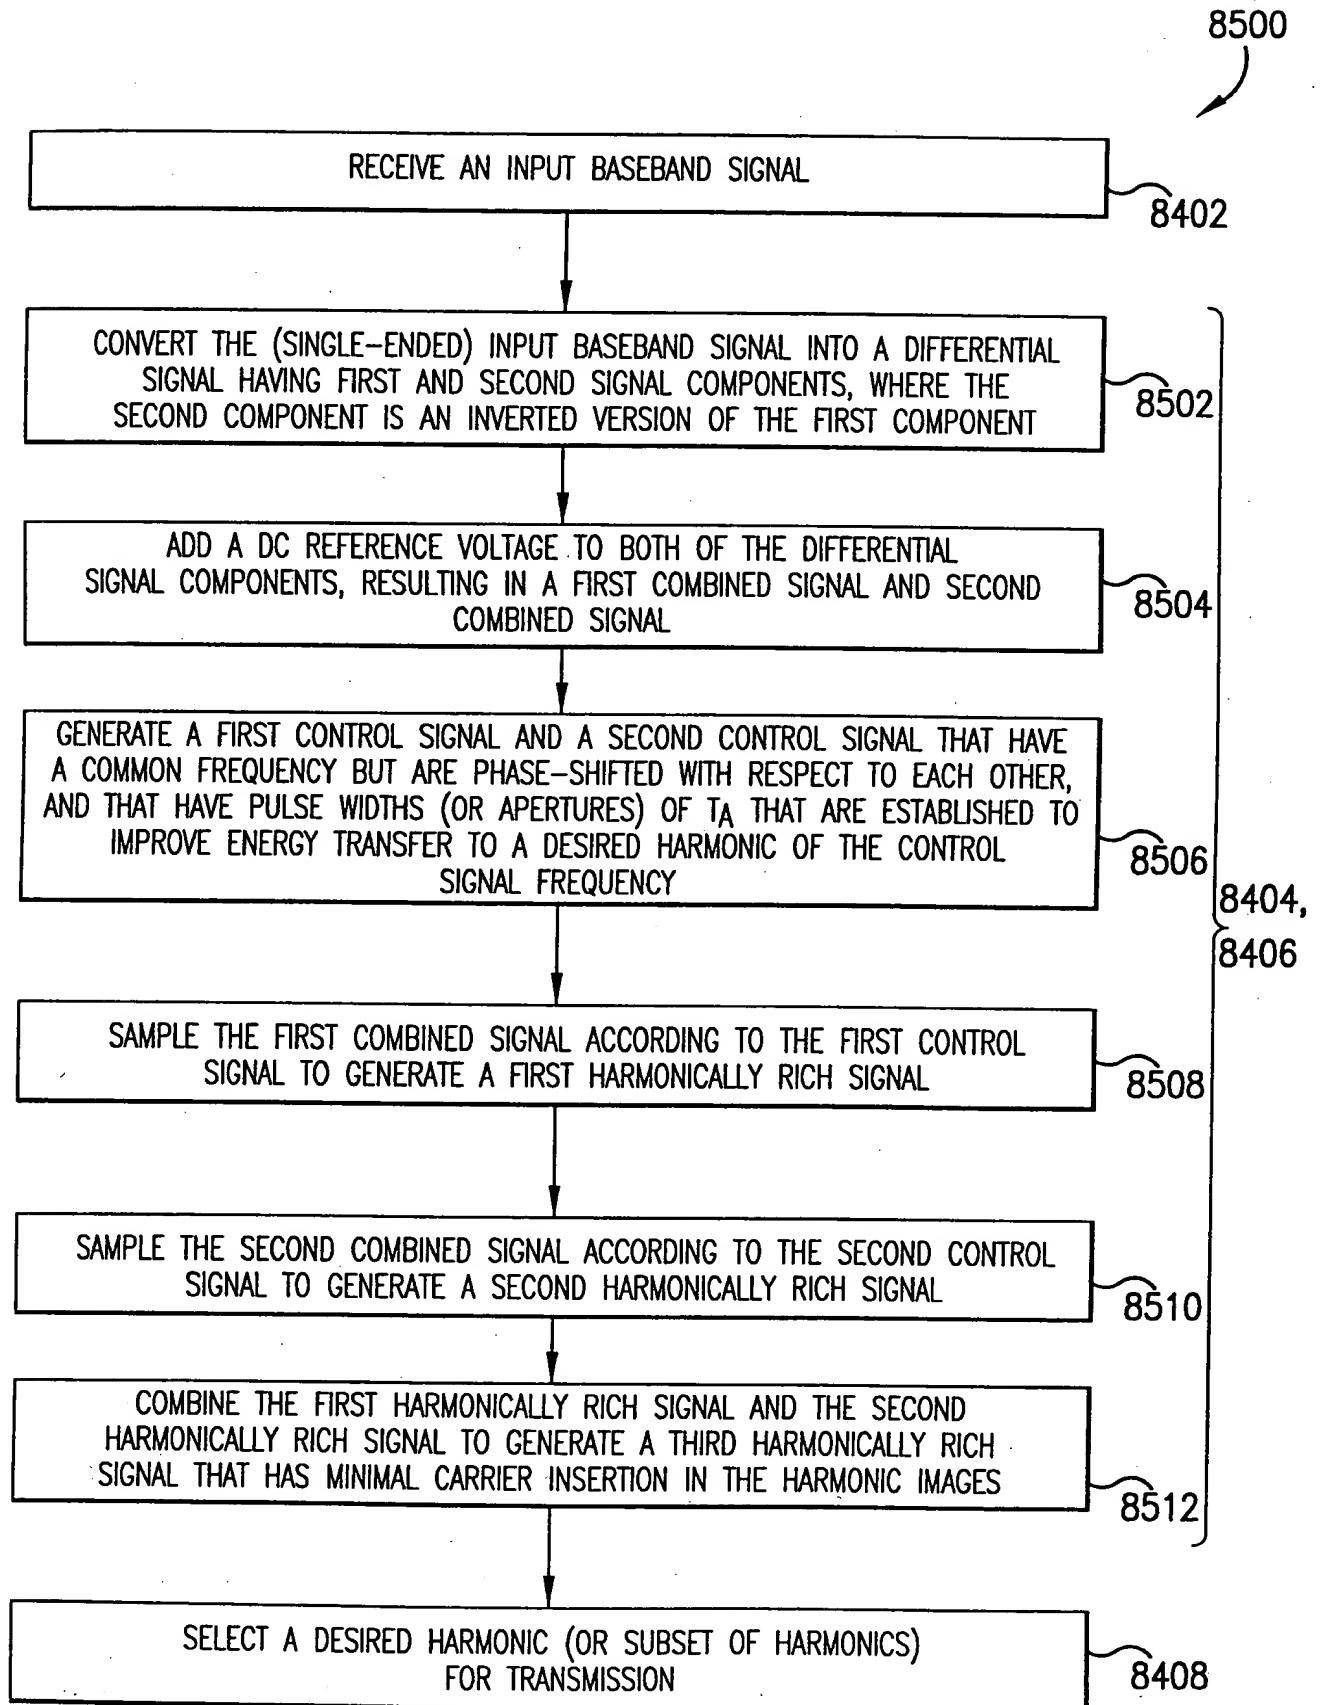 8500
RECEIVE AN INPUT BASEBAND SIGNAL
8402
CONVERT THE (SINGLE-ENDED) INPUT BASEBAND SIGNAL INTO A DIFFERENTIAL
SIGNAL HAVING FIRST AND SECOND SIGNAL COMPONENTS, WHERE THE
SECOND COMPONENT IS AN INVERTED VERSION OF THE FIRST COMPONENT
8502
ADD A DC REFERENCE VOLTAGE TO BOTH OF THE DIFFERENTIAL
SIGNAL COMPONENTS, RESULTING IN A FIRST COMBINED SIGNAL AND SECOND
COMBINED SIGNAL
8504
GENERATE A FIRST CONTROL SIGNAL AND A SECOND CONTROL SIGNAL THAT HAVE
A COMMON FREQUENCY BUT ARE PHASE-SHIFTED WITH RESPECT TO EACH OTHER,
AND THAT HAVE PULSE WIDTHS (OR APERTURES) OF TA THAT ARE ESTABLISHED TO
IMPROVE ENERGY TRANSFER TO A DESIRED HARMONIC OF THE CONTROL
SIGNAL FREQUENCY
8506
8404,
8406
SAMPLE THE FIRST COMBINED SIGNAL ACCORDING TO THE FIRST CONTROL
SIGNAL TO GENERATE A FIRST HARMONICALLY RICH SIGNAL
8508
SAMPLE THE SECOND COMBINED SIGNAL ACCORDING TO THE SECOND CONTROL
SIGNAL TO GENERATE A SECOND HARMONICALLY RICH SIGNAL
8510
COMBINE THE FIRST HARMONICALLY RICH SIGNAL AND THE SECOND
HARMONICALLY RICH SIGNAL TO GENERATE A THIRD HARMONICALLY RICH
SIGNAL THAT HAS MINIMAL CARRIER INSERTION IN THE HARMONIC IMAGES
8512
SELECT A DESIRED HARMONIC (OR SUBSET OF HARMONICS)
FOR TRANSMISSION
8408